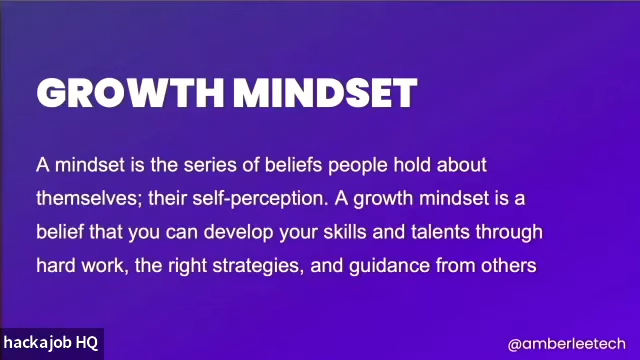 GROWTH MINDSET
A mindset is the series of beliefs people hold about
themselves; their self-perception. A growth mindset is a
belief that you can develop your skills and talents through
hard work, the right strategies, and guidance from others
hackajob HQ
@amberleetech